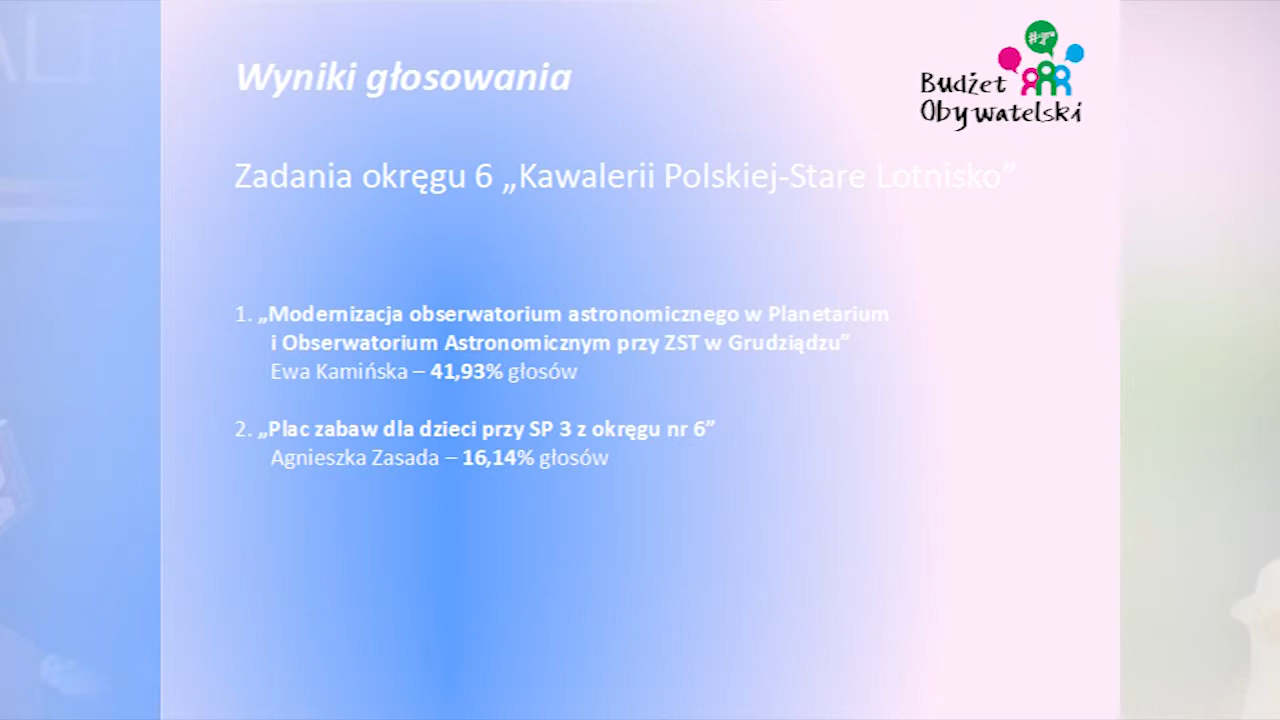 Wyniki głosowania
#gru
Budżet
Obywatelski
Zadania okręgu 6 „Kawalerii Polskiej-Stare Lotnisko”
1. „Modernizacja obserwatorium astronomicznego w Planetarium
i Obserwatorium Astronomicznym przy ZST w Grudziądzu”
Ewa Kamińska – 41,93% głosów
2. „Plac zabaw dla dzieci przy SP 3 z okręgu nr 6”
Agnieszka Zasada – 16,14% głosów